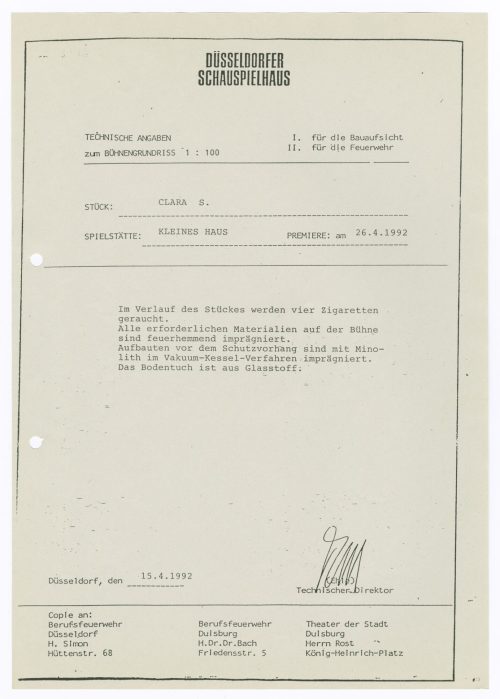 DÜSSELDORFER
SCHAUSPIELHAUS
TECHNISCHE ANGABEN
zum BÜHNENGRUNDRISS 1 : 100
I. für die Bauaufsicht
II. für die Feuerwehr
STÜCK: CLARA S.
SPIELSTÄTTE: KLEINES HAUS PREMIERE: am 26.4.1992
Im Verlauf des Stückes werden vier Zigaretten
geraucht.
Alle erforderlichen Materialien auf der Bühne
sind feuerhemmend imprägniert.
Aufbauten vor dem Schutzvorhang sind mit Mino-
lith im Vakuum-Kessel-Verfahren imprägniert.
Das Bodentuch ist aus Glasstoff.
Düsseldorf, den 15.4.1992
Technischer Direktor
Copie an:
Berufsfeuerwehr
Düsseldorf
H. Simon
Hüttenstr. 68
Berufsfeuerwehr
Duisburg
H.Dr.Dr.Bach
Friedensstr. 5
Theater der Stadt
Duisburg
Herrn Rost
König-Heinrich-Platz